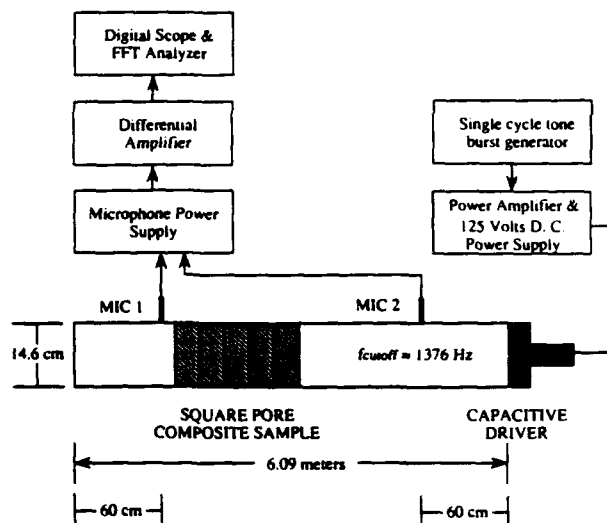 Digital Scope &
FFT Analyzer
Differential
Amplifier
Single cycle tone
burst generator
Microphone Power
Supply
Power Amplifier &
125 Volts D. C.
Power Supply
MIC 1
MIC 2
14.6 cm
fcutoff ≈ 1376 Hz
SQUARE PORE
COMPOSITE SAMPLE
CAPACITIVE
DRIVER
6.09 meters
60 cm
60 cm